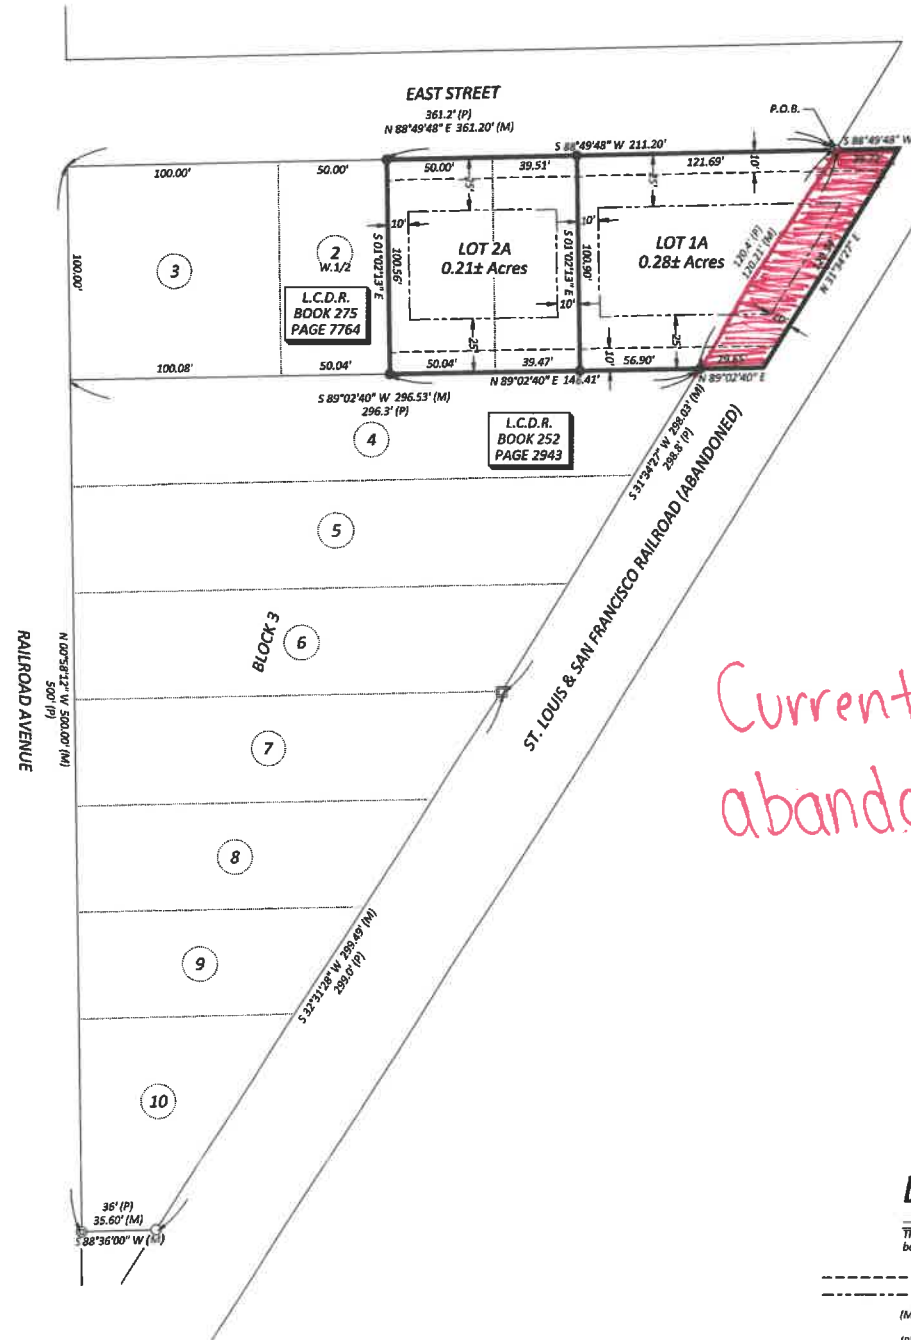 EAST STREET
361.2' (P)
N 88°49'48" E 361.20' (M)
P.O.B.
S 88°49'48" W 211.20'
S 88°49'48" W
100.00'
50.00'
50.00'
39.51'
121.69'
10'
25'
25'
10'
10'
100.00'
3
2
W.1/2
S 01°02'13" E
100.56'
LOT 2A
0.21± Acres
S 01°02'13" E
100.90'
LOT 1A
0.28± Acres
120.4' (P)
120.21' (M)
N 31°34'27" E
L.C.D.R.
BOOK 275
PAGE 7764
10'
10'
25'
25'
10'
100.08'
50.04'
50.04'
39.47'
56.90'
N 89°02'40" E 146.41'
N 89°02'40" E
S 89°02'40" W 296.53' (M)
296.3' (P)
4
L.C.D.R.
BOOK 252
PAGE 2943
S 31°34'27" W 298.03' (M)
298.8' (P)
ST. LOUIS & SAN FRANCISCO RAILROAD (ABANDONED)
5
BLOCK 3
6
N 00°58'12" W 500.00' (M)
500' (P)
RAILROAD AVENUE
Current
abando
7
8
9
S 32°31'28" W 299.49' (M)
299.0' (P)
10
36' (P)
35.60' (M)
S 88°36'00" W (M)
(M